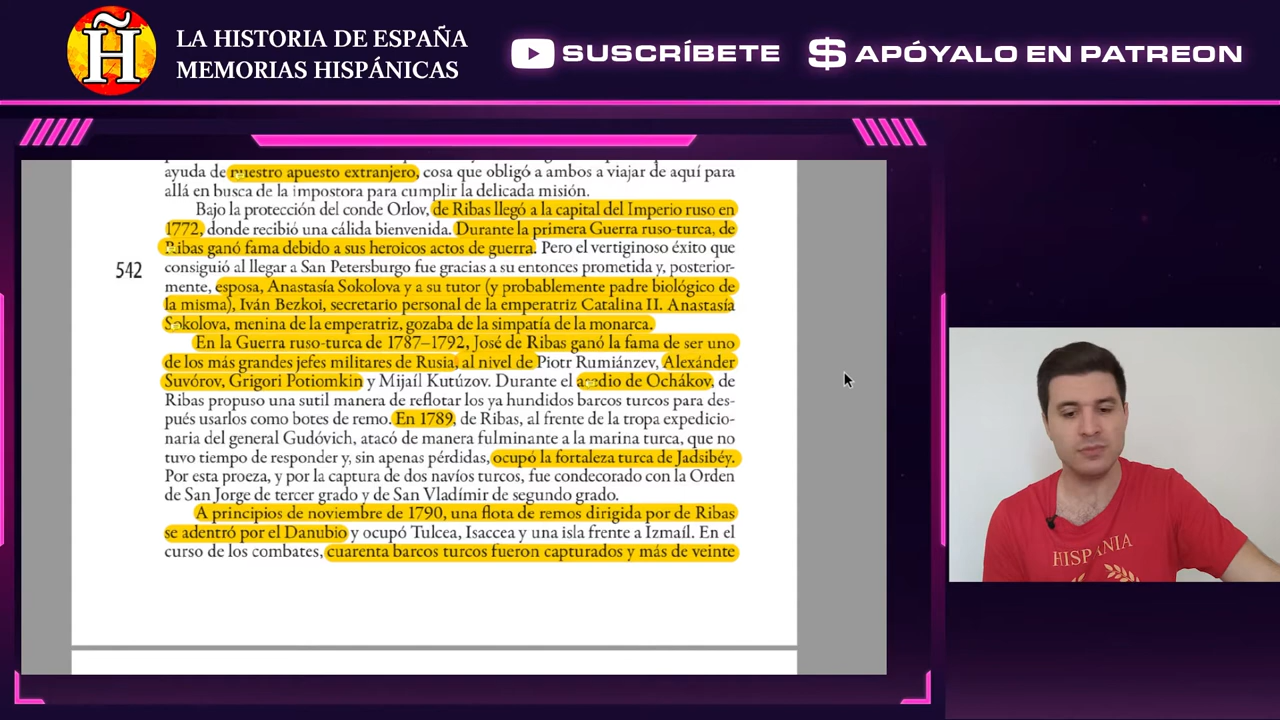 LA HISTORIA DE ESPAÑA
MEMORIAS HISPÁNICAS
SUSCRÍBETE
APÓYALO EN PATREON
Ñ
ayuda de nuestro apuesto extranjero, cosa que obligó a ambos a viajar de aquí para
allá en busca de la impostora para cumplir la delicada misión.
Bajo la protección del conde Orlov, de Ribas llegó a la capital del Imperio ruso en
1772, donde recibió una cálida bienvenida. Durante la primera Guerra ruso-turca, de
Ribas ganó fama debido a sus heroicos actos de guerra. Pero el vertiginoso éxito que
542
consiguió al llegar a San Petersburgo fue gracias a su entonces prometida y, posterior-
mente, esposa, Anastasía Sokolova y a su tutor (y probablemente padre biológico de
la misma), Iván Bezkoi, secretario personal de la emperatriz Catalina II. Anastasía
Sokolova, menina de la emperatriz, gozaba de la simpatía de la monarca.
En la Guerra ruso-turca de 1787–1792, José de Ribas ganó la fama de ser uno
de los más grandes jefes militares de Rusia, al nivel de Piotr Rumiánzev, Alexánder
Suvórov, Grigori Potiomkin y Mijaíl Kutúzov. Durante el asedio de Ochákov, de
Ribas propuso una sutil manera de reflotar los ya hundidos barcos turcos para des-
pués usarlos como botes de remo. En 1789, de Ribas, al frente de la tropa expedicio-
naria del general Gudóvich, atacó de manera fulminante a la marina turca, que no
tuvo tiempo de responder y, sin apenas pérdidas, ocupó la fortaleza turca de Jadsibéy.
Por esta proeza, y por la captura de dos navíos turcos, fue condecorado con la Orden
de San Jorge de tercer grado y de San Vladímir de segundo grado.
A principios de noviembre de 1790, una flota de remos dirigida por de Ribas
se adentró por el Danubio y ocupó Tulcea, Isaccea y una isla frente a Izmaíl. En el
curso de los combates, cuarenta barcos turcos fueron capturados y más de veinte
HISPANIA